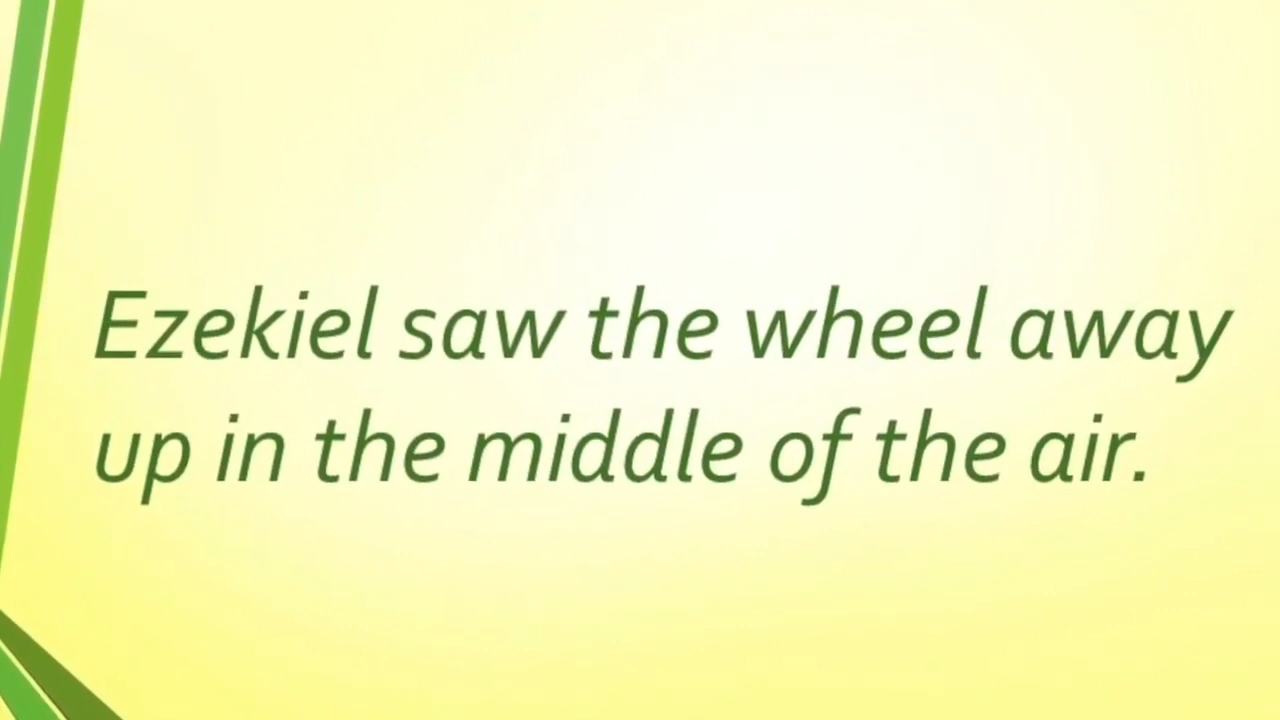 Ezekiel saw the wheel away
up in the middle of the air.